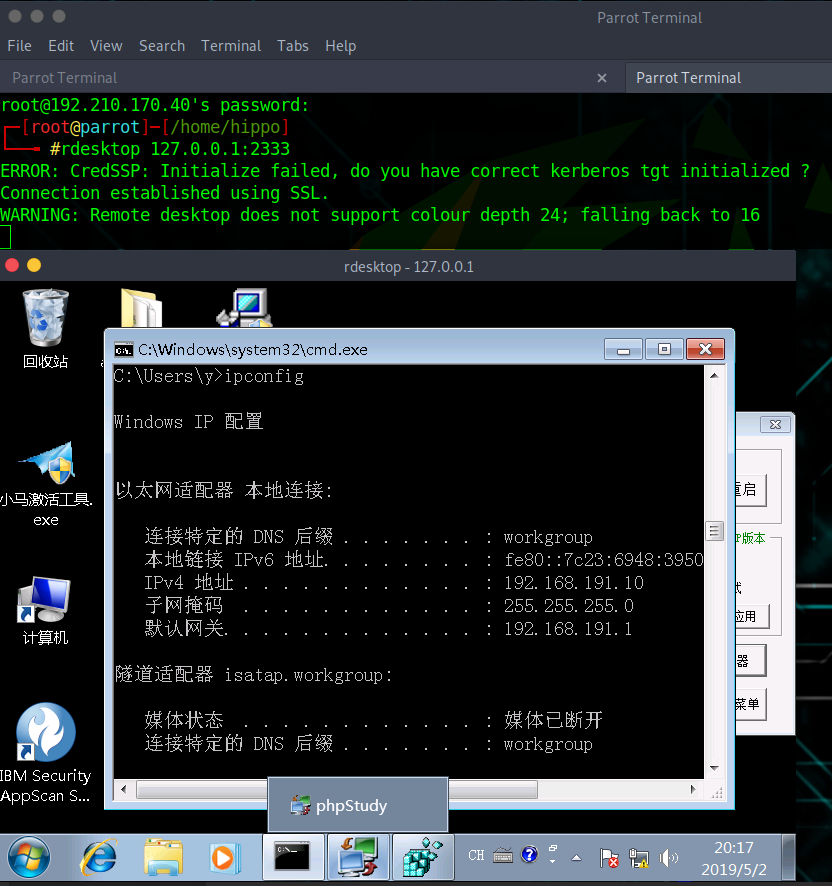 Parrot Terminal
File Edit View Search Terminal Tabs Help
Parrot Terminal × Parrot Terminal
root@192.210.170.40's password:
[root@parrot]─[/home/hippo]
#rdesktop 127.0.0.1:2333
ERROR: CredSSP: Initialize failed, do you have correct kerberos tgt initialized ?
Connection established using SSL.
WARNING: Remote desktop does not support colour depth 24; falling back to 16
rdesktop - 127.0.0.1
回收站
C:\Windows\system32\cmd.exe
C:\Users\y>ipconfig
Windows IP 配置
以太网适配器 本地连接:
连接特定的 DNS 后缀 . . . . . . . : workgroup
本地链接 IPv6 地址. . . . . . . . : fe80::7c23:6948:3950
IPv4 地址 . . . . . . . . . . . . : 192.168.191.10
子网掩码 . . . . . . . . . . . . : 255.255.255.0
默认网关. . . . . . . . . . . . . : 192.168.191.1
隧道适配器 isatap.workgroup:
媒体状态 . . . . . . . . . . . . : 媒体已断开
连接特定的 DNS 后缀 . . . . . . . : workgroup
小马激活工具.
exe
计算机
IBM Security
AppScan S...
启
版本
应用
器
菜单
phpStudy
CH
20:17
2019/5/2